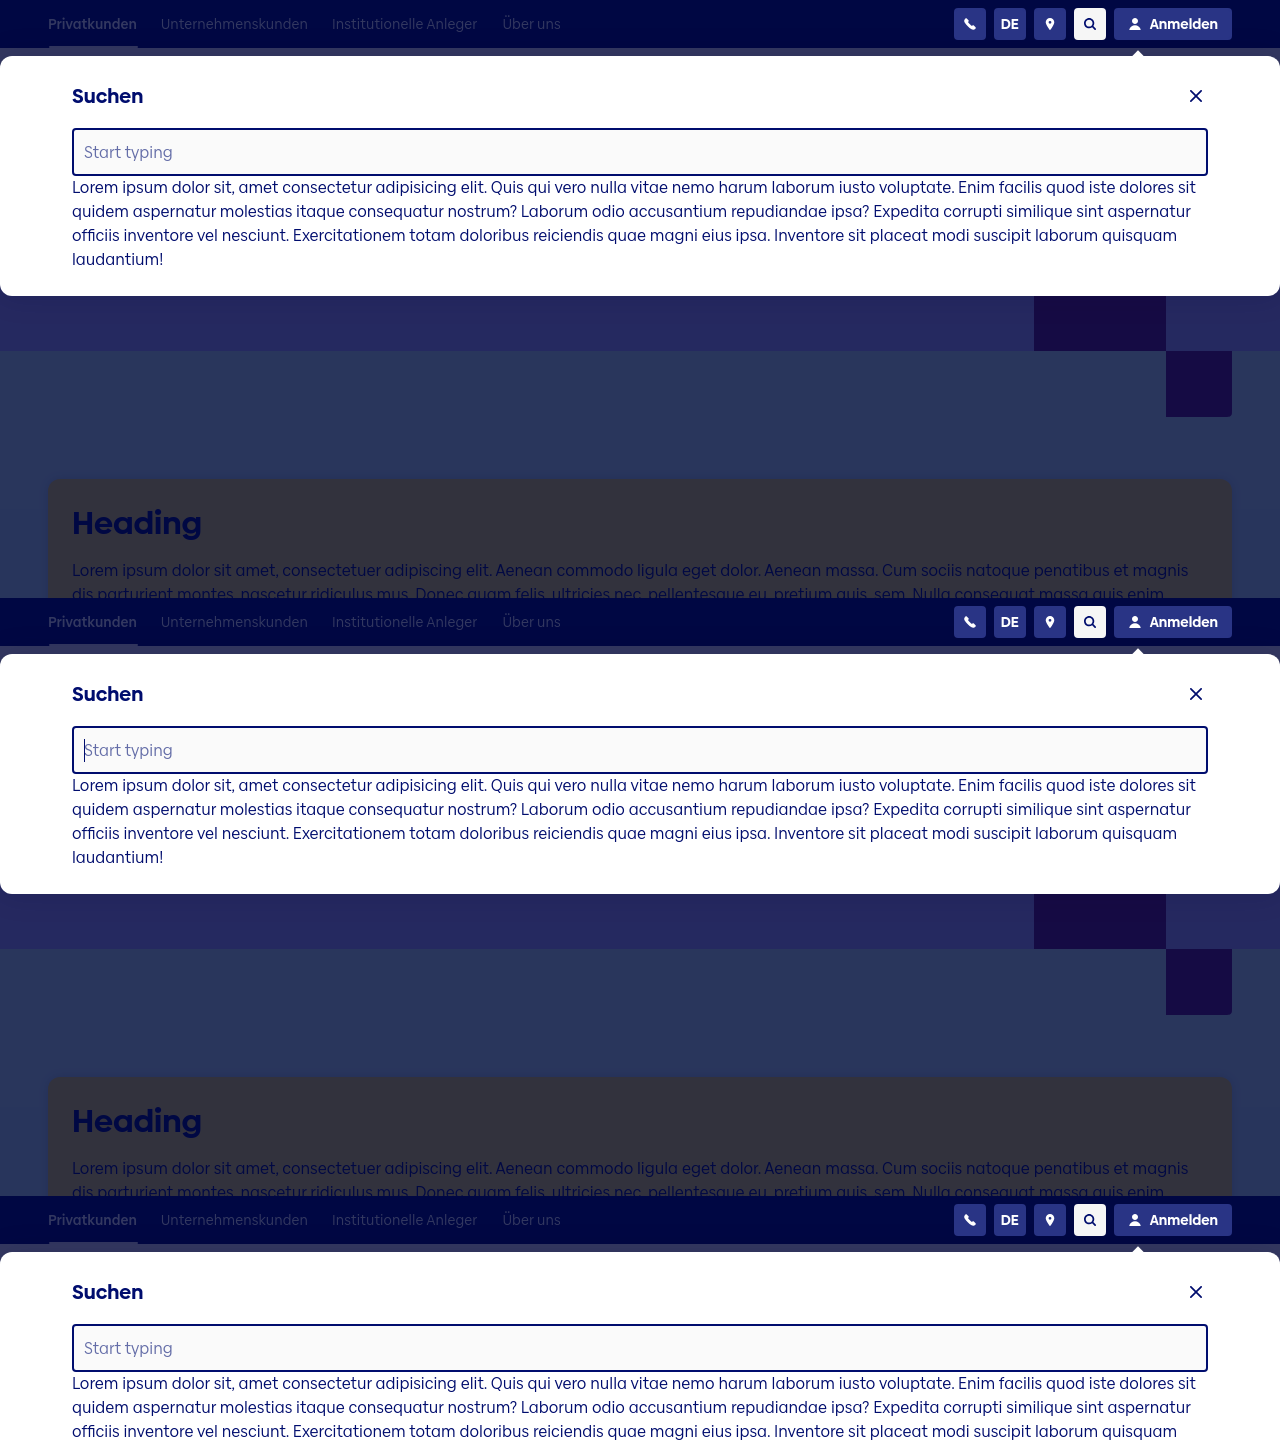 Privatkunden Unternehmenskunden Institutionelle Anleger Über uns DE Anmelden
Suchen
Start typing
Lorem ipsum dolor sit, amet consectetur adipisicing elit. Quis qui vero nulla vitae nemo harum laborum iusto voluptate. Enim facilis quod iste dolores sit
quidem aspernatur molestias itaque consequatur nostrum? Laborum odio accusantium repudiandae ipsa? Expedita corrupti similique sint aspernatur
officiis inventore vel nesciunt. Exercitationem totam doloribus reiciendis quae magni eius ipsa. Inventore sit placeat modi suscipit laborum quisquam
laudantium!
Heading
Lorem ipsum dolor sit amet, consectetuer adipiscing elit. Aenean commodo ligula eget dolor. Aenean massa. Cum sociis natoque penatibus et magnis
dis parturient montes, nascetur ridiculus mus. Donec quam felis, ultricies nec, pellentesque eu, pretium quis, sem. Nulla consequat massa quis enim.
Privatkunden Unternehmenskunden Institutionelle Anleger Über uns DE Anmelden
Suchen
Start typing
Lorem ipsum dolor sit, amet consectetur adipisicing elit. Quis qui vero nulla vitae nemo harum laborum iusto voluptate. Enim facilis quod iste dolores sit
quidem aspernatur molestias itaque consequatur nostrum? Laborum odio accusantium repudiandae ipsa? Expedita corrupti similique sint aspernatur
officiis inventore vel nesciunt. Exercitationem totam doloribus reiciendis quae magni eius ipsa. Inventore sit placeat modi suscipit laborum quisquam
laudantium!
Heading
Lorem ipsum dolor sit amet, consectetuer adipiscing elit. Aenean commodo ligula eget dolor. Aenean massa. Cum sociis natoque penatibus et magnis
dis parturient montes, nascetur ridiculus mus. Donec quam felis, ultricies nec, pellentesque eu, pretium quis, sem. Nulla consequat massa quis enim.
Privatkunden Unternehmenskunden Institutionelle Anleger Über uns DE Anmelden
Suchen
Start typing
Lorem ipsum dolor sit, amet consectetur adipisicing elit. Quis qui vero nulla vitae nemo harum laborum iusto voluptate. Enim facilis quod iste dolores sit
quidem aspernatur molestias itaque consequatur nostrum? Laborum odio accusantium repudiandae ipsa? Expedita corrupti similique sint aspernatur
officiis inventore vel nesciunt. Exercitationem totam doloribus reiciendis quae magni eius ipsa. Inventore sit placeat modi suscipit laborum quisquam